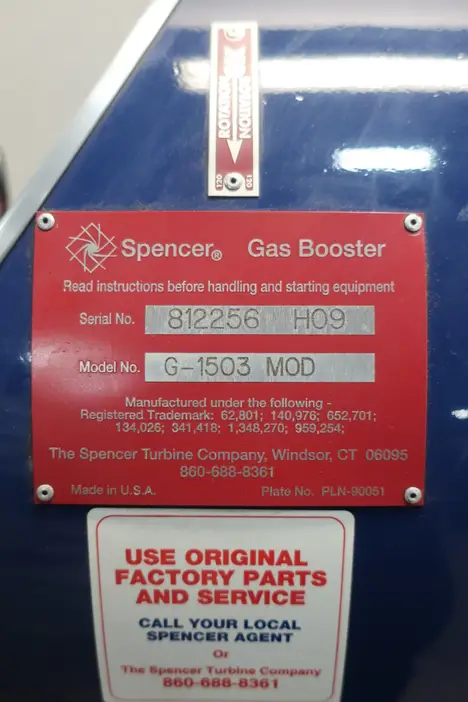 ROTATION
120 120
Spencer® Gas Booster
Read instructions before handling and starting equipment
Serial No. 812256 H09
Model No. G-1503 MOD
Manufactured under the following -
Registered Trademark: 62,801; 140,976; 652,701;
134,026; 341,418; 1,348,270; 959,254;
The Spencer Turbine Company, Windsor, CT 06095
860-688-8361
Made in U.S.A. Plate No. PLN-90051
USE ORIGINAL
FACTORY PARTS
AND SERVICE
CALL YOUR LOCAL
SPENCER AGENT
Or
The Spencer Turbine Company
860-688-8361